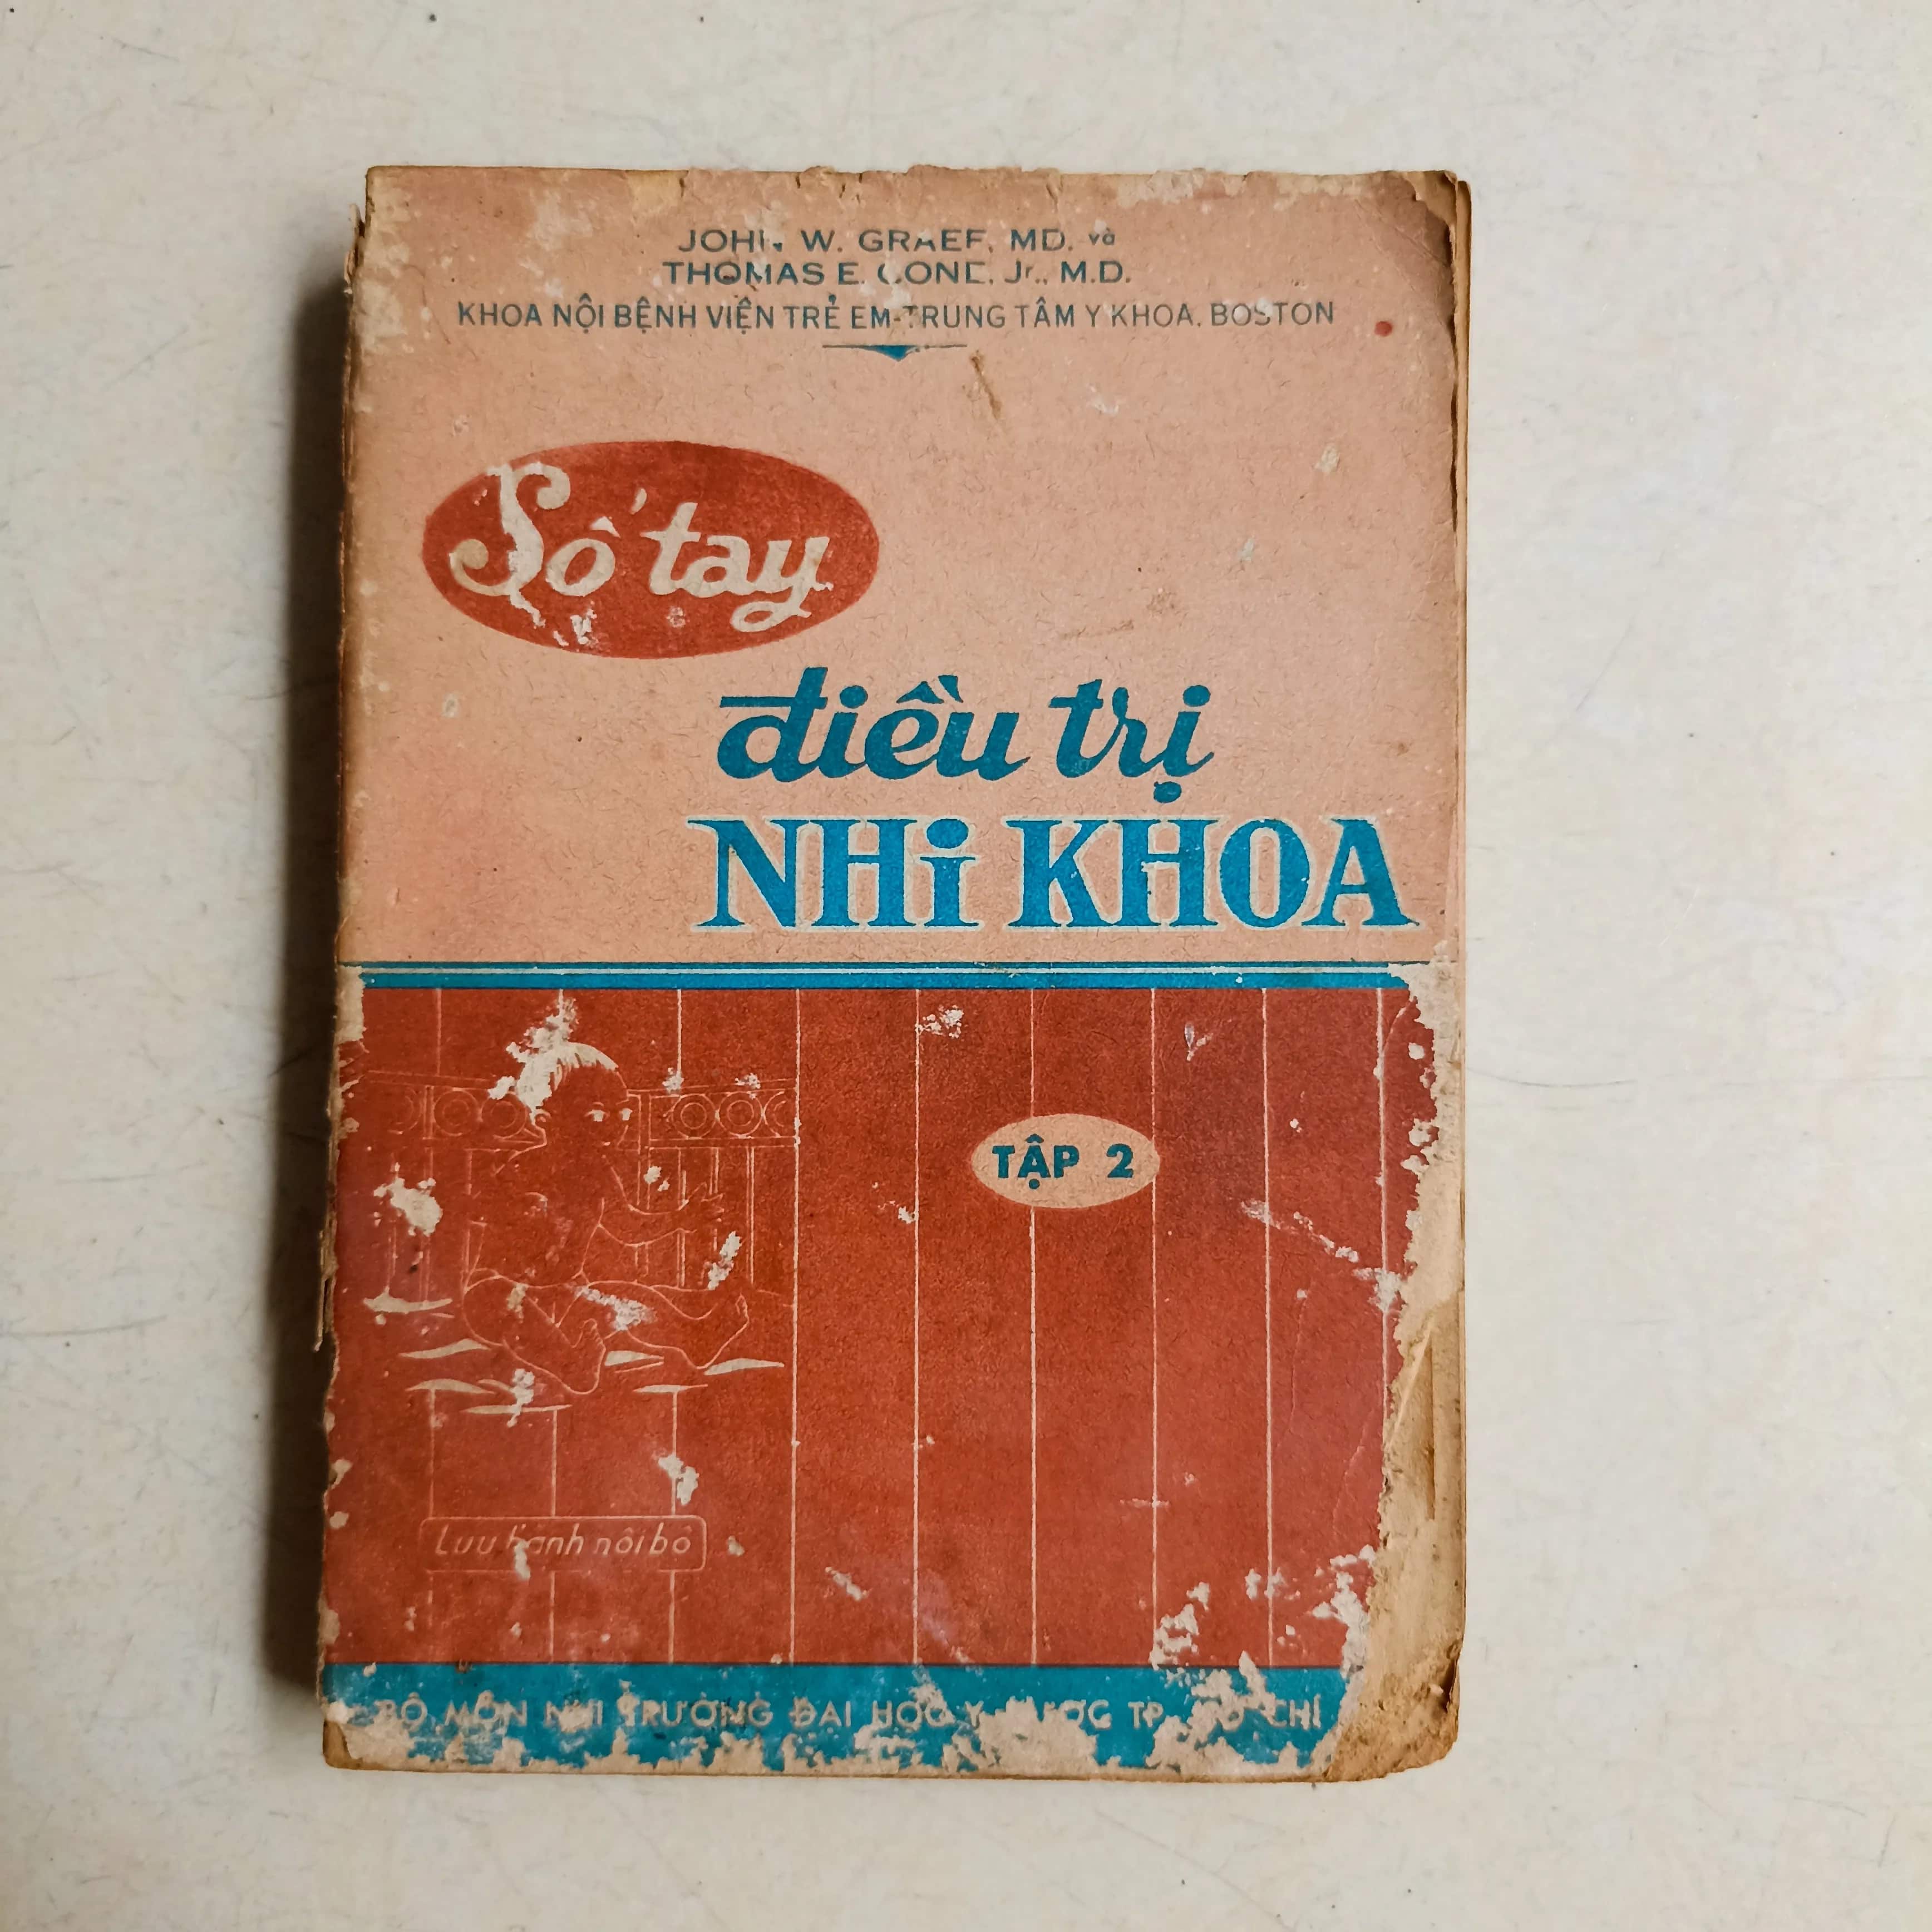 JOHN W. GRAEF, MD. và
THOMAS E. CONE, Jr., M.D.
KHOA NỘI BỆNH VIỆN TRẺ EM-TRUNG TÂM Y KHOA. BOSTON
Sổ tay
điều trị
NHi KHOA
TẬP 2
Lưu hành nội bộ
BỘ MÔN NHI TRƯỜNG ĐẠI HỌC Y DƯỢC TP. HỒ CHÍ